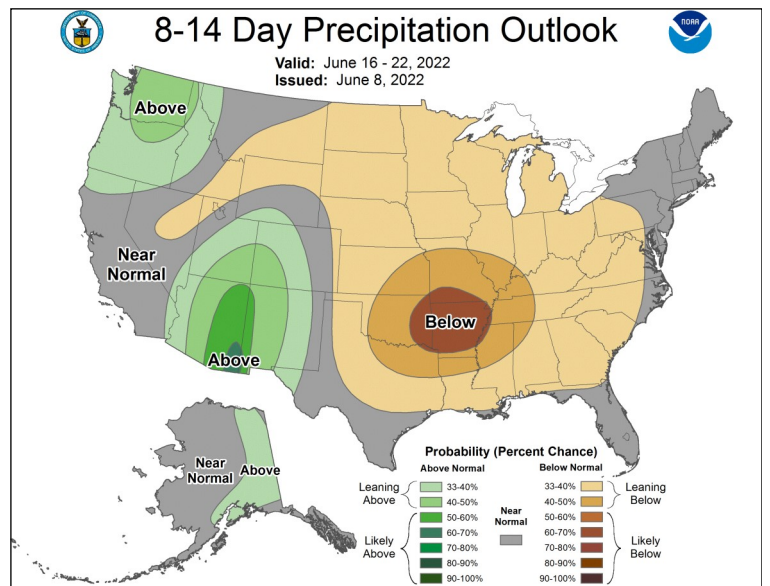 8-14 Day Precipitation Outlook
NOAA
Valid: June 16 - 22, 2022
Issued: June 8, 2022
Above
Near
Normal
Below
Above
Near
Normal
Above
Probability (Percent Chance)
Above Normal
Below Normal
Leaning
Above
33-40%
40-50%
Likely
Above
50-60%
60-70%
70-80%
80-90%
90-100%
Near
Normal
33-40%
40-50%
Leaning
Below
50-60%
60-70%
70-80%
80-90%
90-100%
Likely
Below